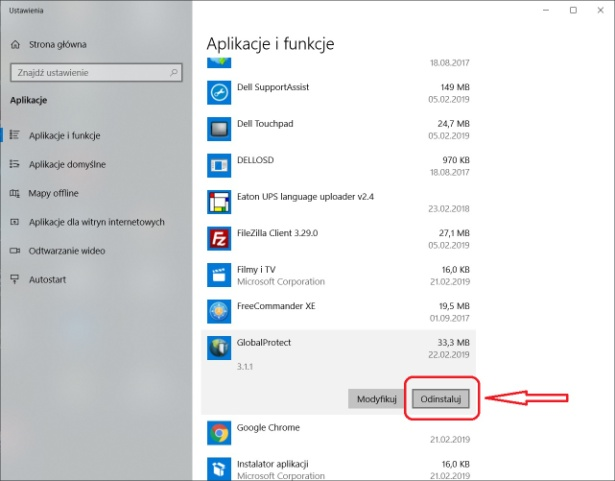 Ustawienia
Strona główna
Znajdź ustawienie
Aplikacje
Aplikacje i funkcje
Aplikacje domyślne
Mapy offline
Aplikacje dla witryn internetowych
Odtwarzanie wideo
Autostart
Aplikacje i funkcje
18.08.2017
Dell SupportAssist 149 MB
05.02.2019
Dell Touchpad 24,7 MB
05.02.2019
DELLOSD 970 KB
18.08.2017
Eaton UPS language uploader v2.4
23.02.2018
FileZilla Client 3.29.0 27,1 MB
05.02.2019
Filmy i TV 16,0 KB
Microsoft Corporation 21.02.2019
FreeCommander XE 19,5 MB
01.09.2017
GlobalProtect 33,3 MB
22.02.2019
3.1.1
Modyfikuj Odinstaluj
Google Chrome
21.02.2019
Instalator aplikacji 16,0 KB
Microsoft Corporation 21.02.2019